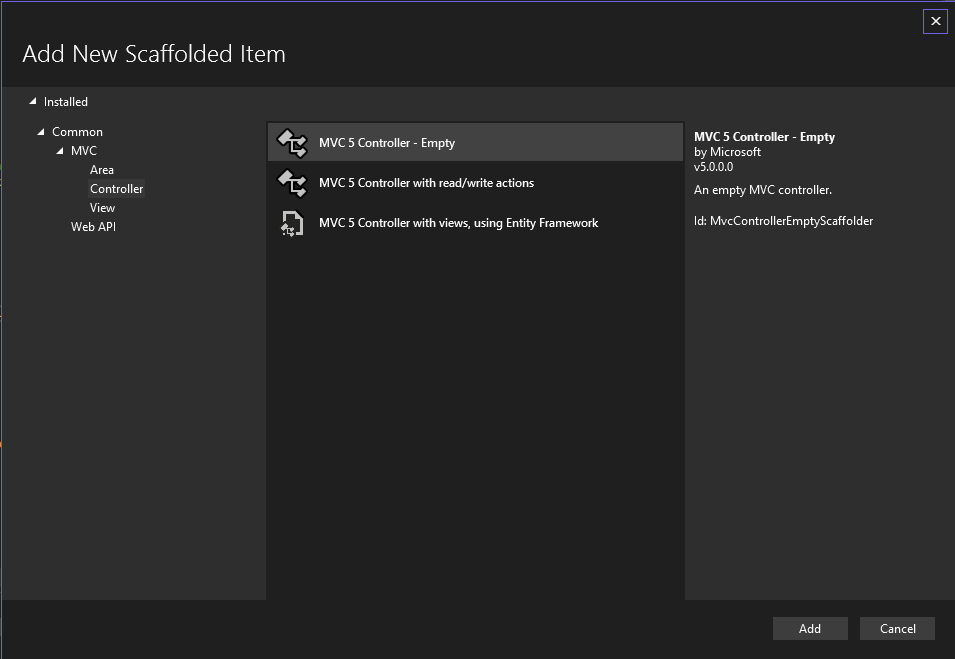 Add New Scaffolded Item
Installed
Common
MVC
Area
Controller
View
Web API
MVC 5 Controller - Empty
MVC 5 Controller with read/write actions
MVC 5 Controller with views, using Entity Framework
MVC 5 Controller - Empty
by Microsoft
v5.0.0.0
An empty MVC controller.
Id: MvcControllerEmptyScaffolder
Add
Cancel